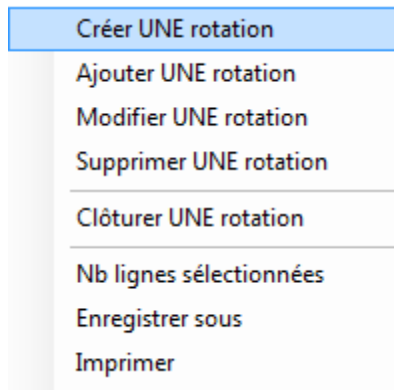 Créer UNE rotation
Ajouter UNE rotation
Modifier UNE rotation
Supprimer UNE rotation
Clôturer UNE rotation
Nb lignes sélectionnées
Enregistrer sous
Imprimer